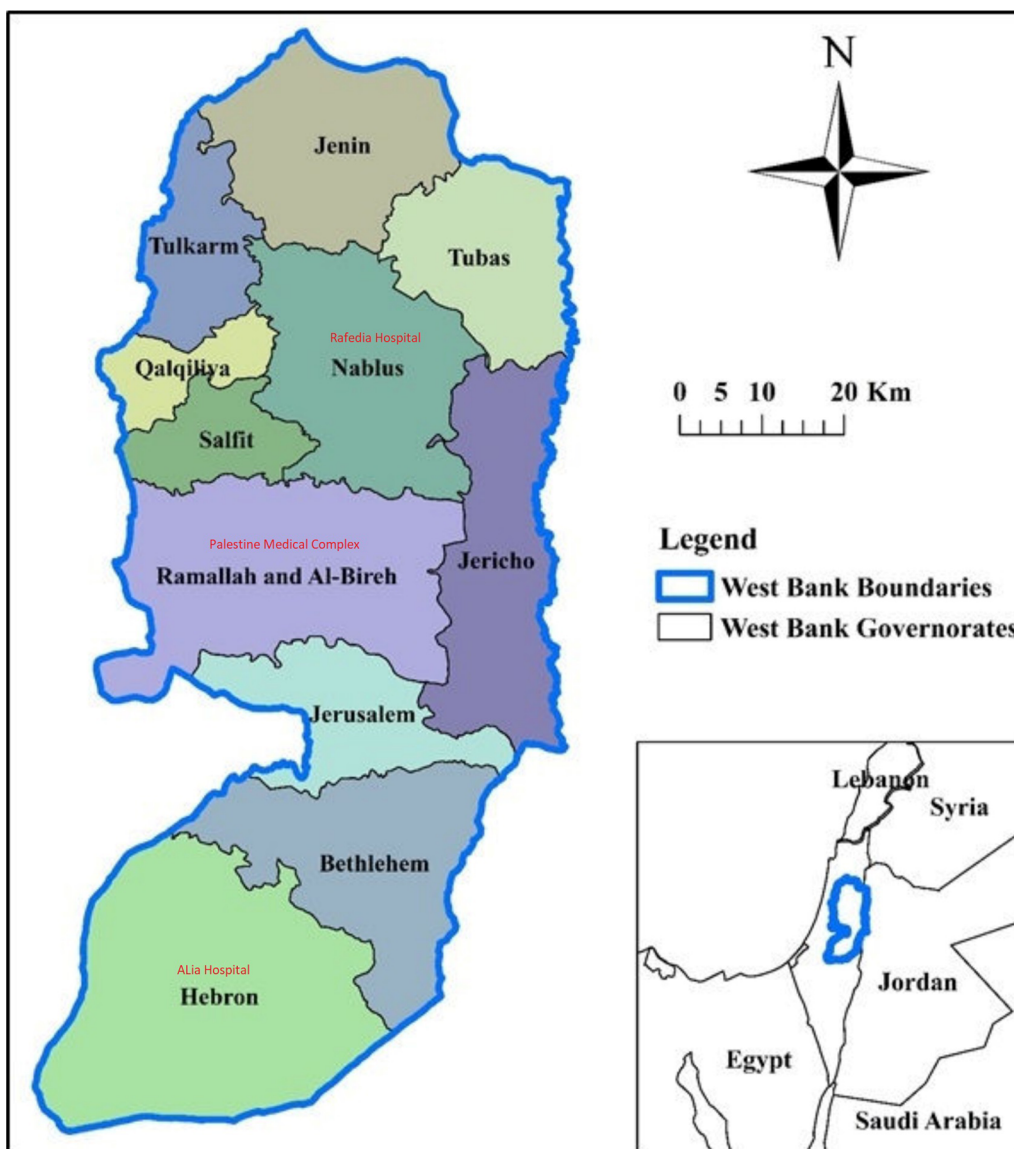 N
Jenin
Tulkarm
Tubas
Rafedia Hospital
Qalqiliya
Nablus
0 5 10 20 Km
Salfit
Palestine Medical Complex
Ramallah and Al-Bireh
Jericho
Legend
West Bank Boundaries
West Bank Governorates
Jerusalem
Bethlehem
ALia Hospital
Hebron
Lebanon
Syria
Jordan
Egypt
Saudi Arabia